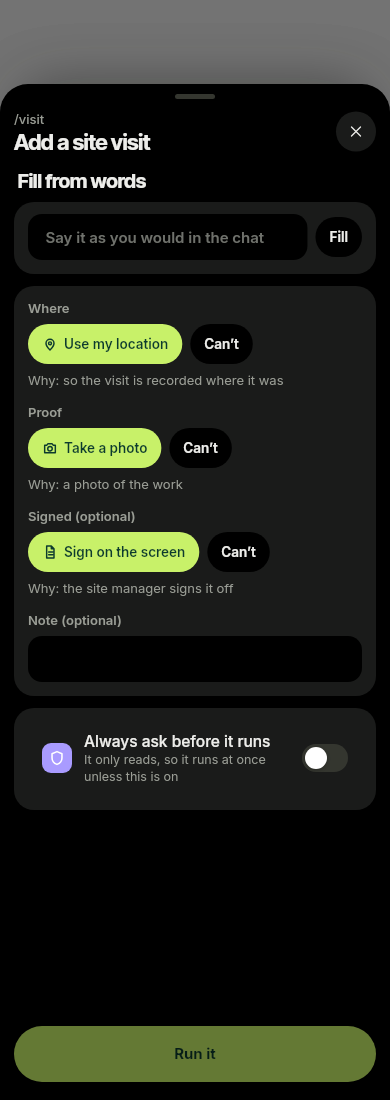 /visit
Add a site visit
Fill from words
Say it as you would in the chat
Fill
Where
Use my location
Can't
Why: so the visit is recorded where it was
Proof
Take a photo
Can't
Why: a photo of the work
Signed (optional)
Sign on the screen
Can't
Why: the site manager signs it off
Note (optional)
Always ask before it runs
It only reads, so it runs at once
unless this is on
Run it